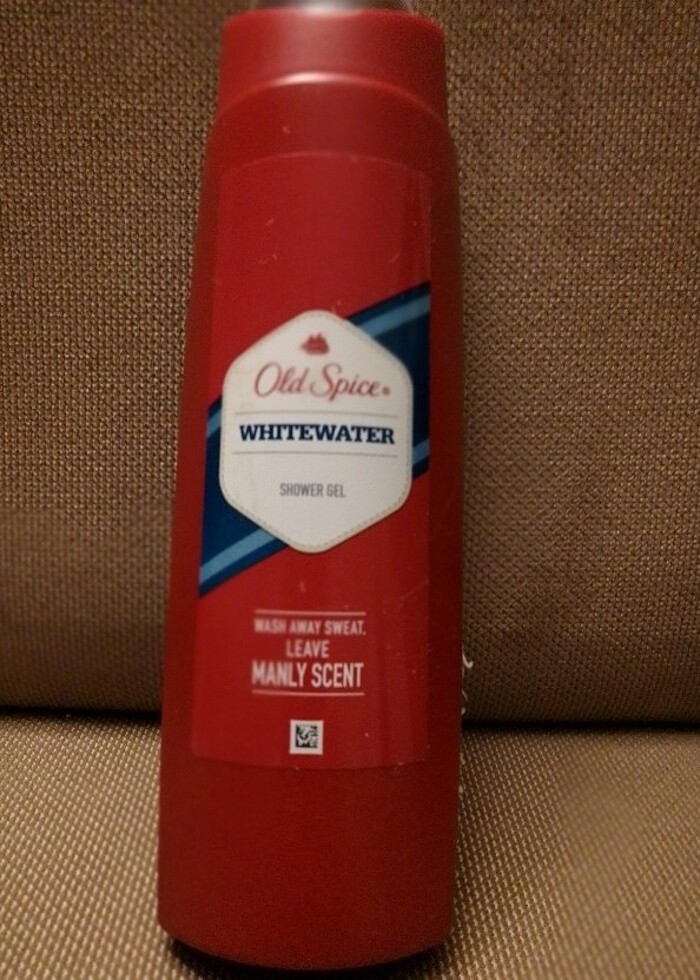 Old Spice®
WHITEWATER
SHOWER GEL
WASH AWAY SWEAT,
LEAVE
MANLY SCENT